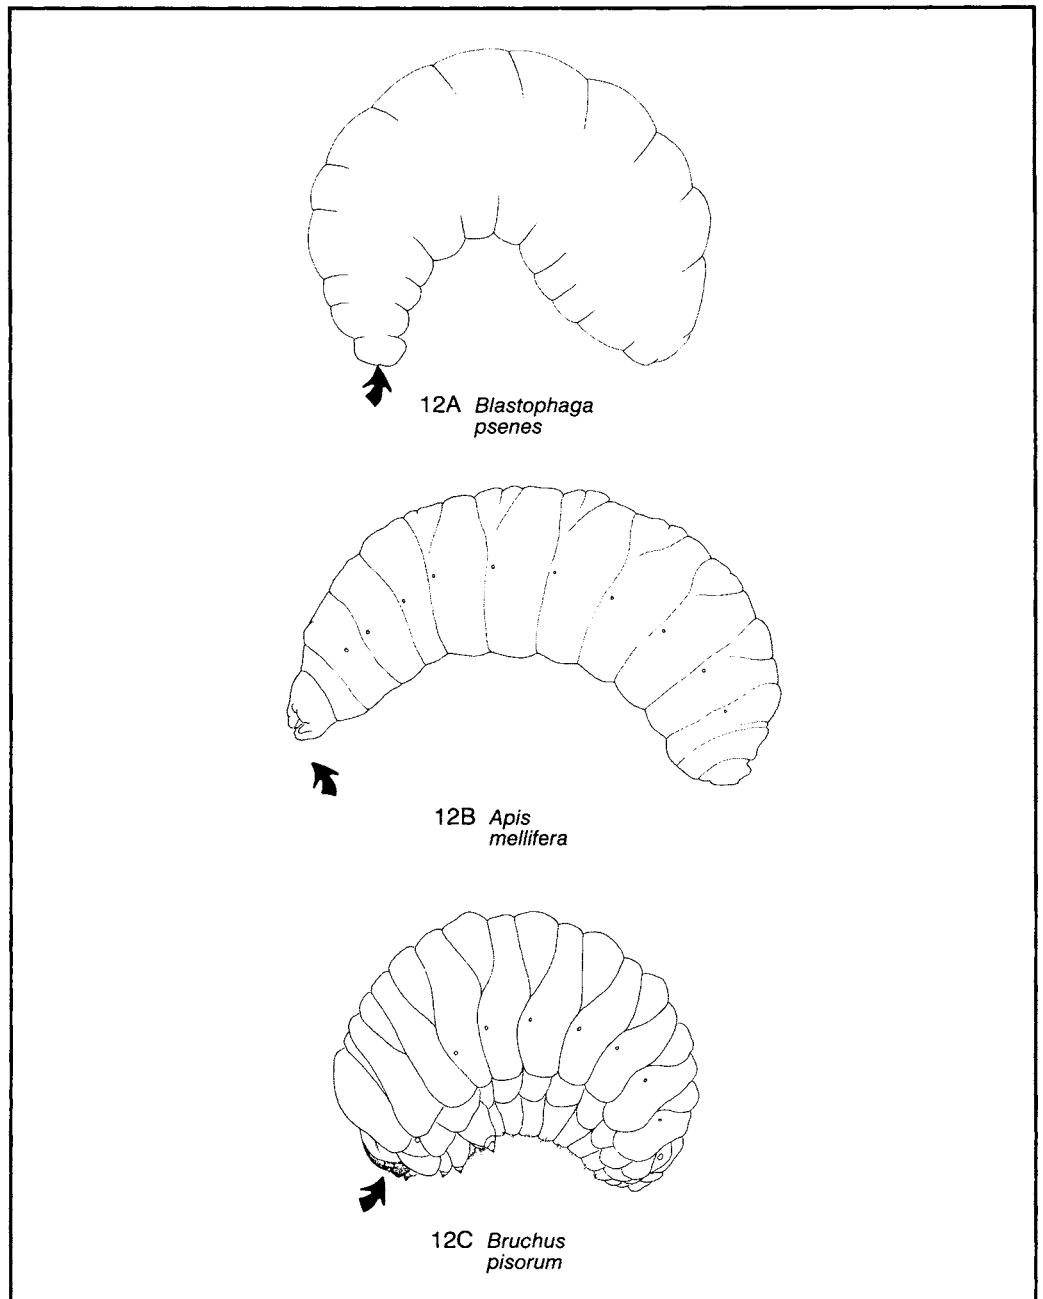 12A Blastophaga
psenes
12B Apis
mellifera
12C Bruchus
pisorum